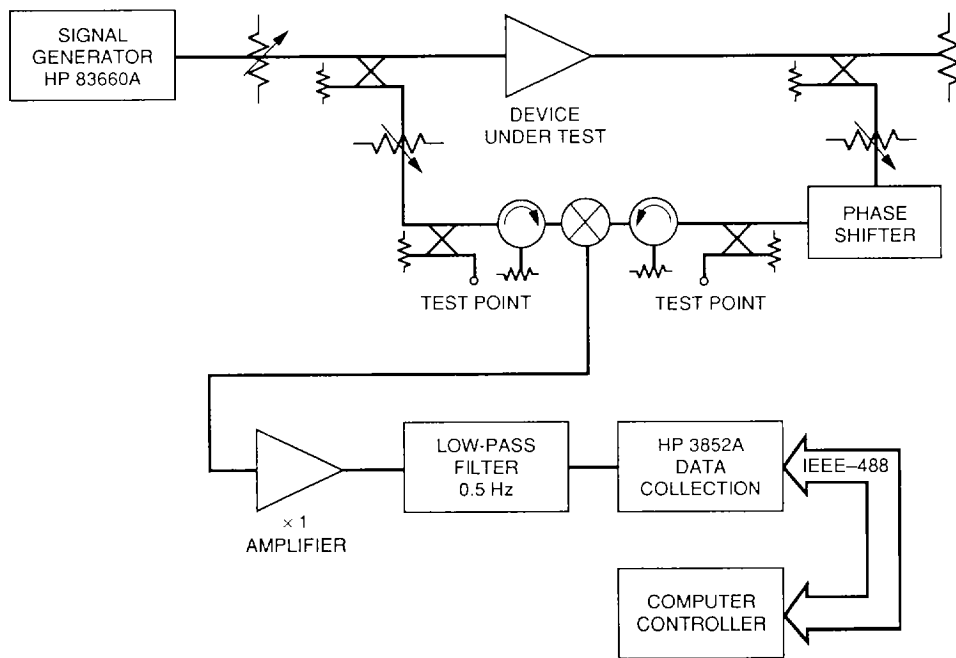 SIGNAL
GENERATOR
HP 83660A
DEVICE
UNDER TEST
PHASE
SHIFTER
TEST POINT
TEST POINT
× 1
AMPLIFIER
LOW-PASS
FILTER
0.5 Hz
HP 3852A
DATA
COLLECTION
IEEE–488
COMPUTER
CONTROLLER